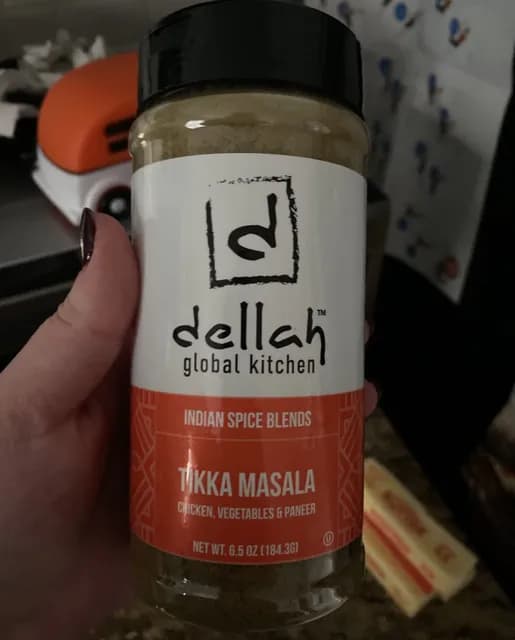 d
dellah™
global kitchen
INDIAN SPICE BLENDS
TIKKA MASALA
CHICKEN, VEGETABLES & PANEER
NET WT. 6.5 OZ (184.3G)
U